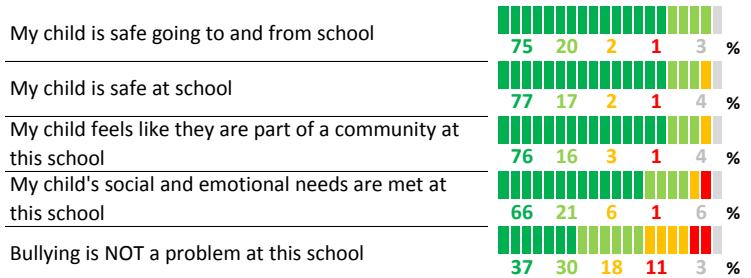 My child is safe going to and from school
75 20 2 1 3 %
My child is safe at school
77 17 2 1 4 %
My child feels like they are part of a community at
this school
76 16 3 1 4 %
My child's social and emotional needs are met at
this school
66 21 6 1 6 %
Bullying is NOT a problem at this school
37 30 18 11 3 %